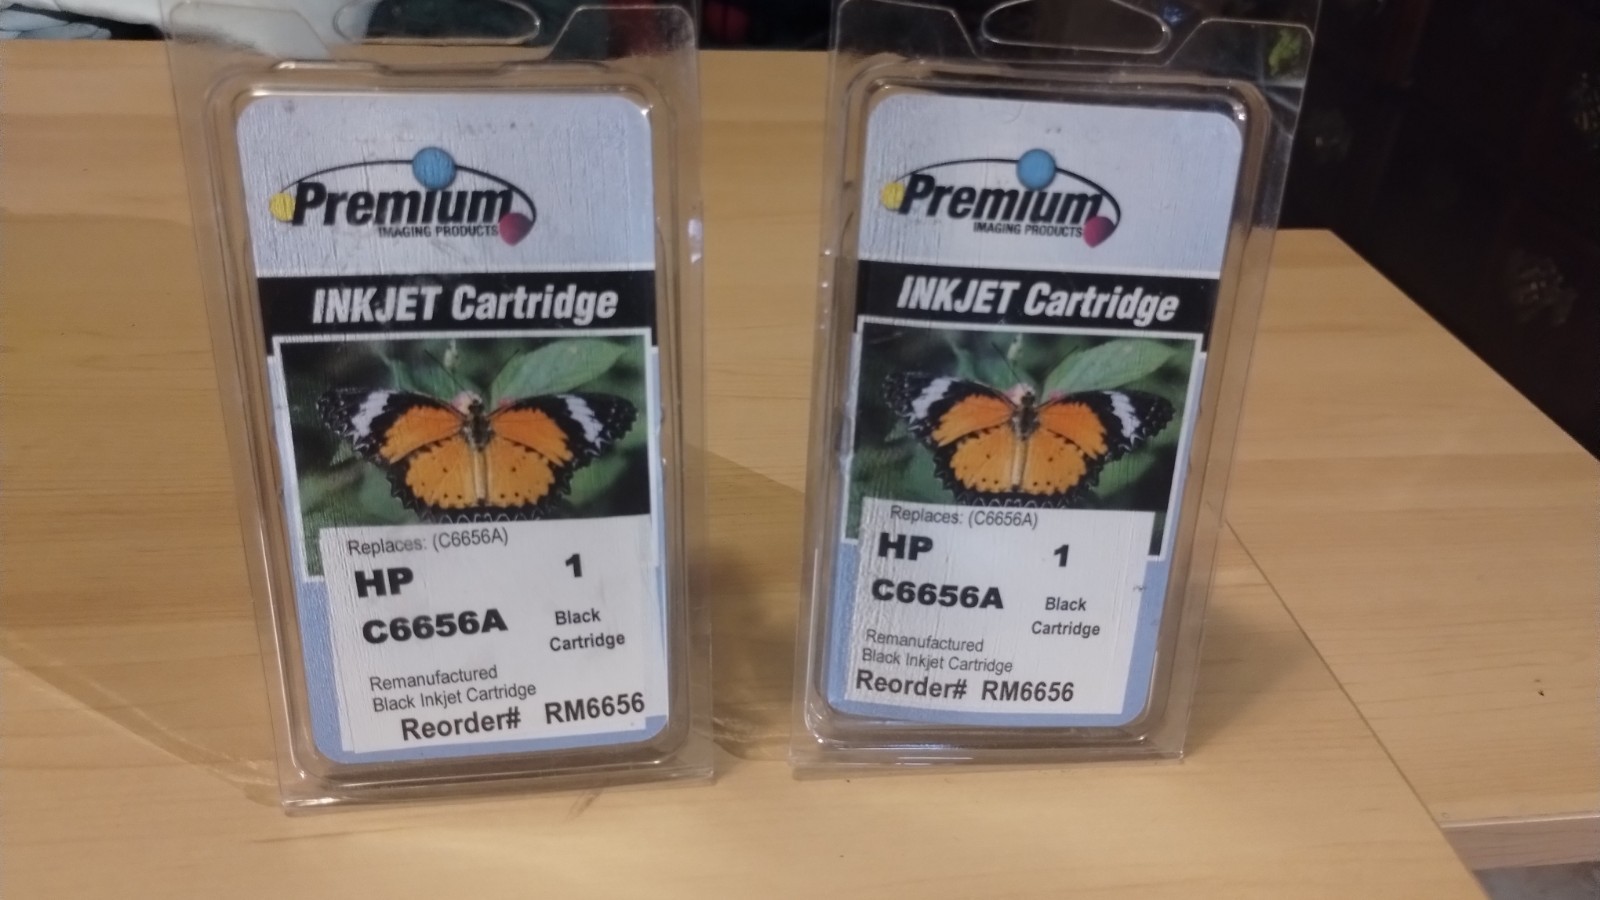 Premium
IMAGING PRODUCTS
INKJET Cartridge
Replaces: (C6656A)
HP 1
C6656A Black
Cartridge
Remanufactured
Black Inkjet Cartridge
Reorder# RM6656
Premium
IMAGING PRODUCTS
INKJET Cartridge
Replaces: (C6656A)
HP 1
C6656A Black
Cartridge
Remanufactured
Black Inkjet Cartridge
Reorder# RM6656